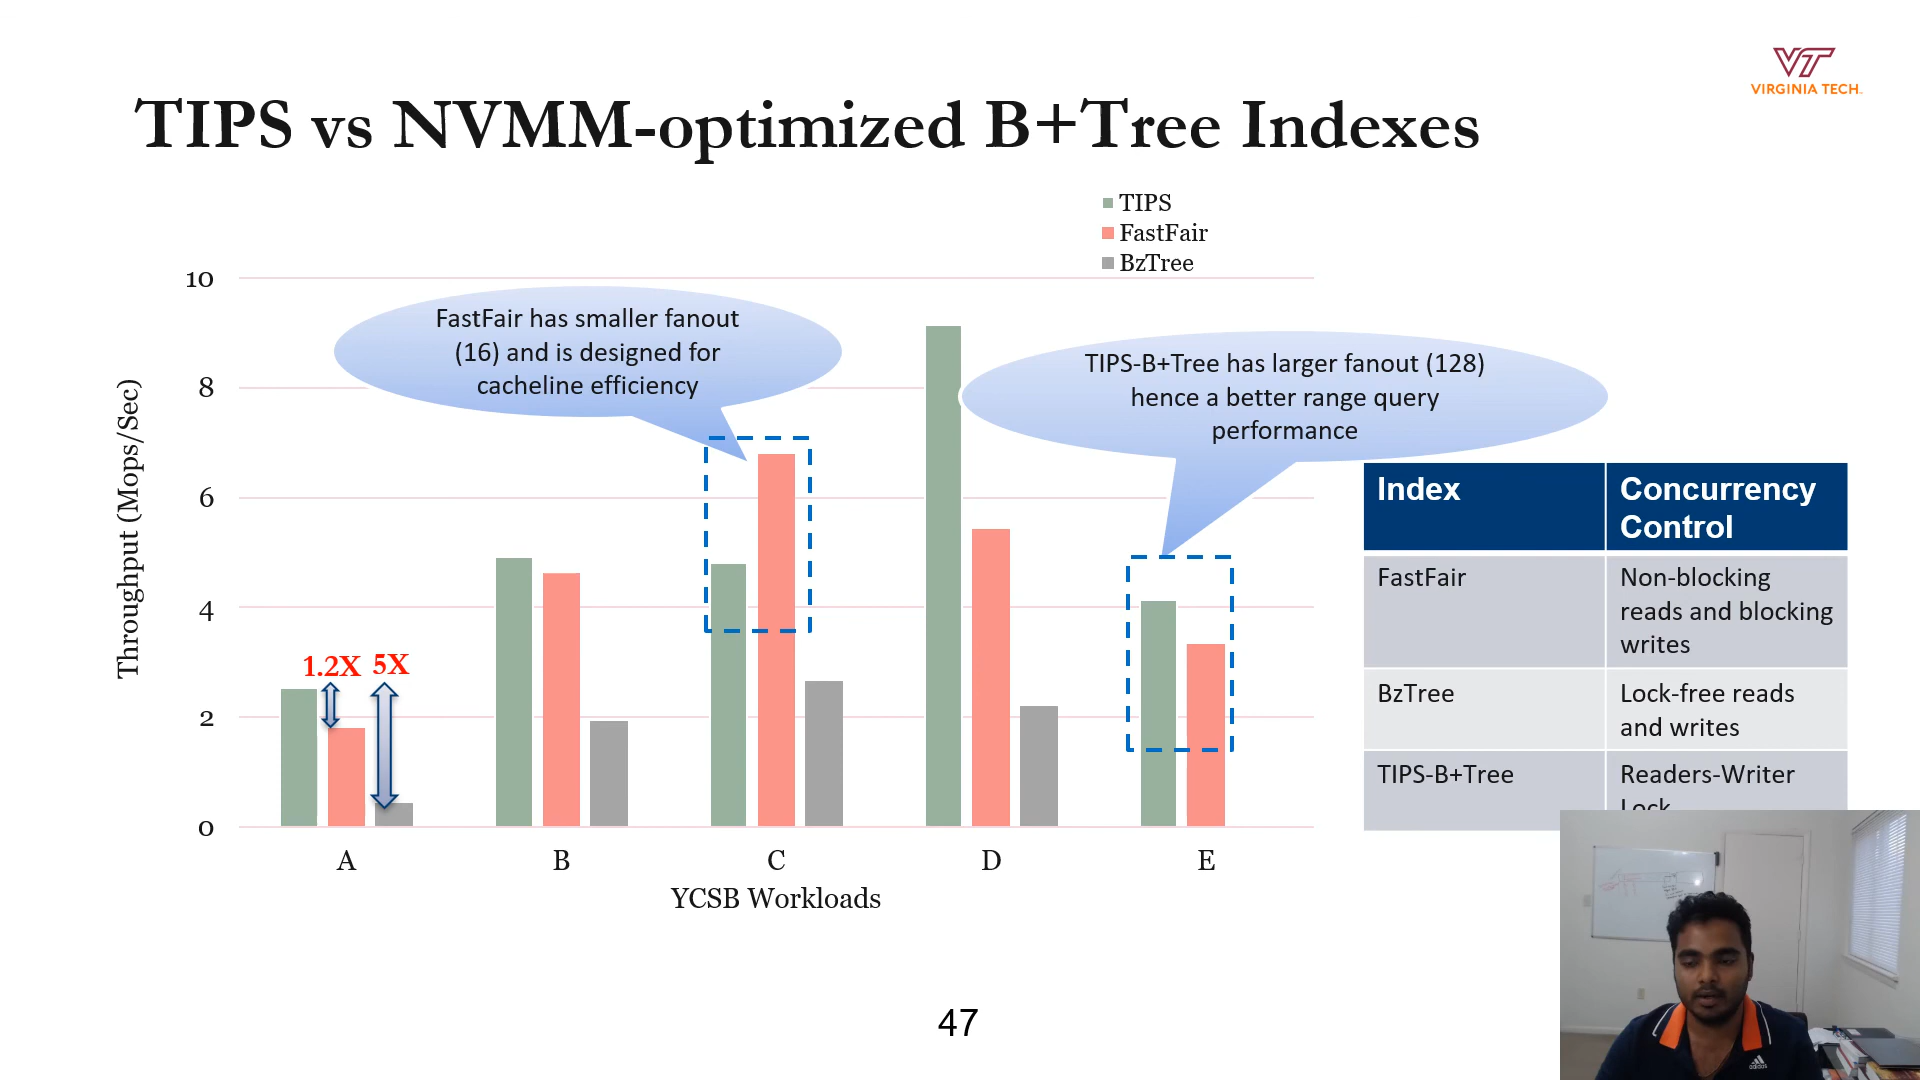 VIRGINIA TECH
TIPS vs NVMM-optimized B+Tree Indexes
TIPS
FastFair
BzTree
10
8
6
4
2
0
Throughput (Mops/Sec)
FastFair has smaller fanout
(16) and is designed for
cacheline efficiency
TIPS-B+Tree has larger fanout (128)
hence a better range query
performance
1.2X 5X
A B C D E
YCSB Workloads
Index
Concurrency
Control
FastFair
Non-blocking
reads and blocking
writes
BzTree
Lock-free reads
and writes
TIPS-B+Tree
Readers-Writer
Lock
adidas
47